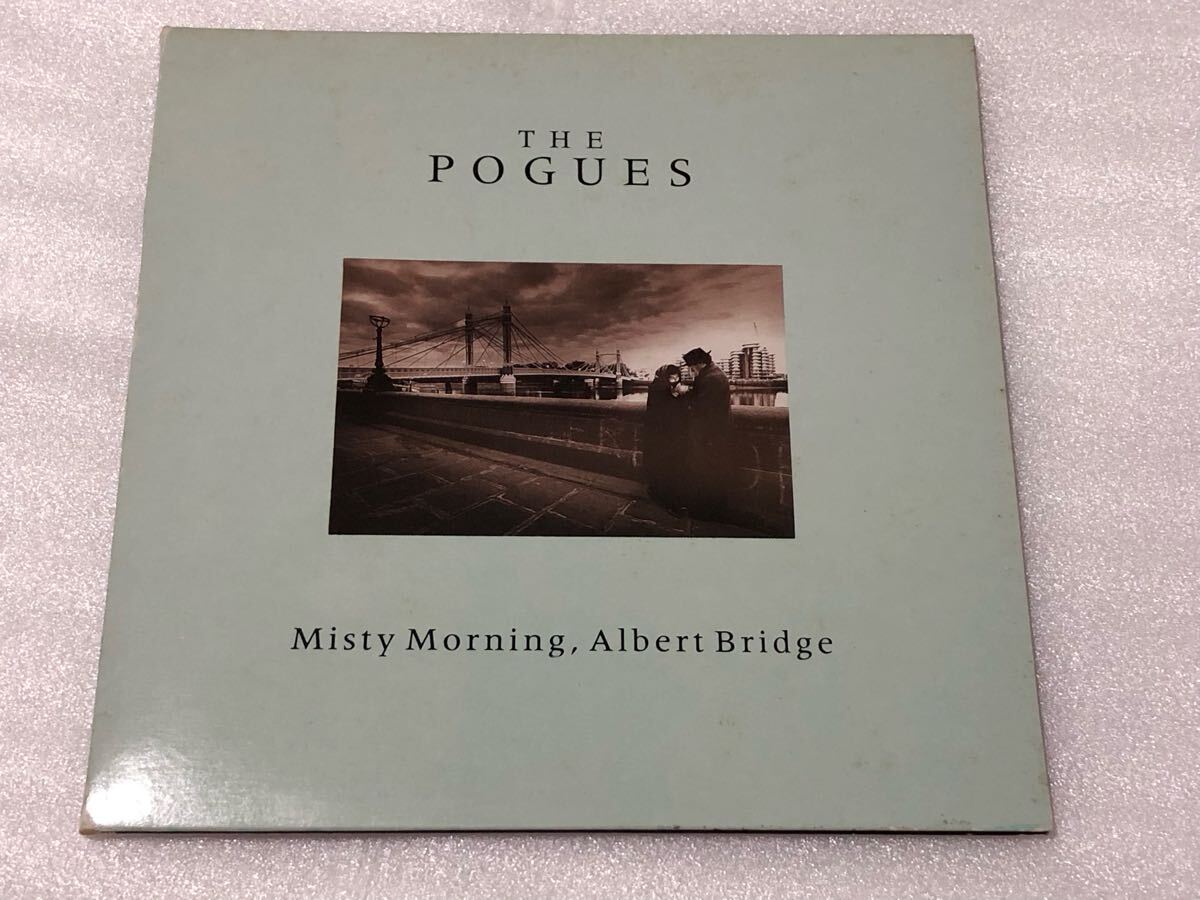 THE
POGUES
Misty Morning, Albert Bridge